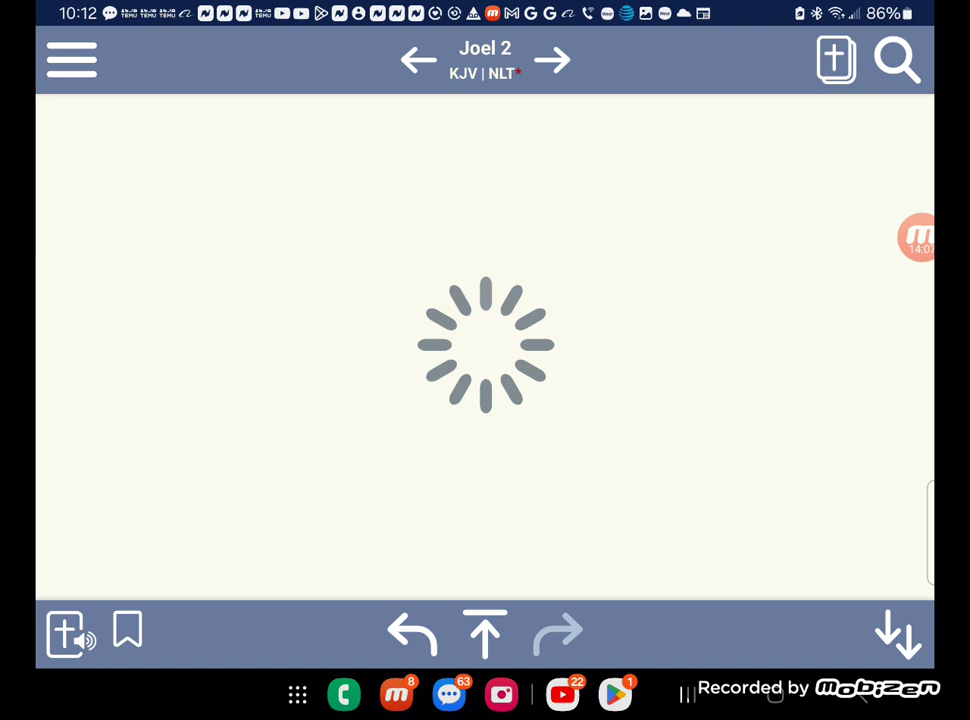 10:12 86%
Joel 2
KJV | NLT*
m
14:07
8 63 22 1
Recorded by mobizen